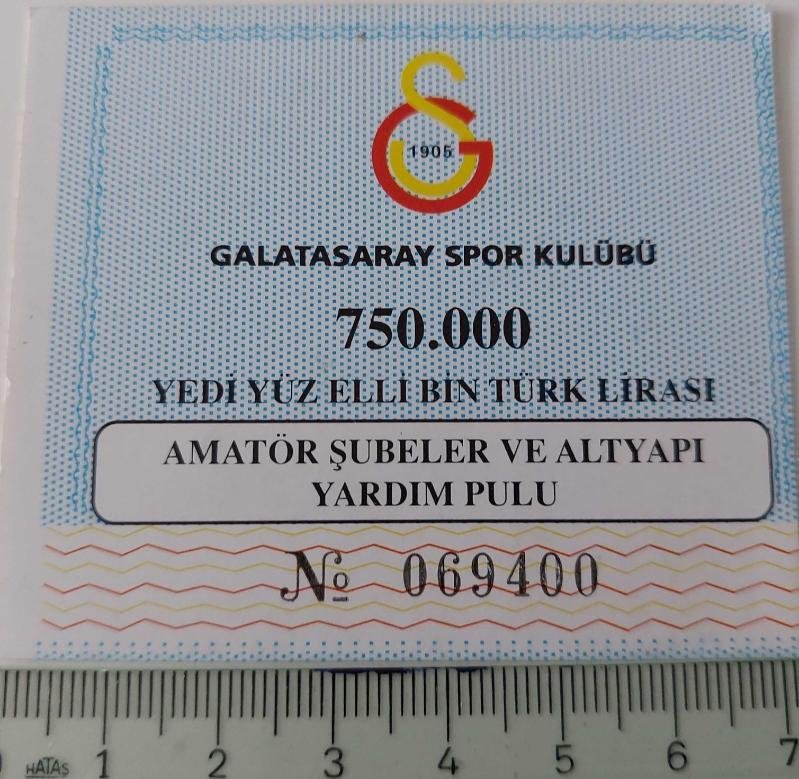 1905
GALATASARAY SPOR KULÜBÜ
750.000
YEDİ YÜZ ELLİ BİN TÜRK LİRASI
AMATÖR ŞUBELER VE ALTYAPI
YARDIM PULU
No 069400
HATAS 1 2 3 4 5 6 7